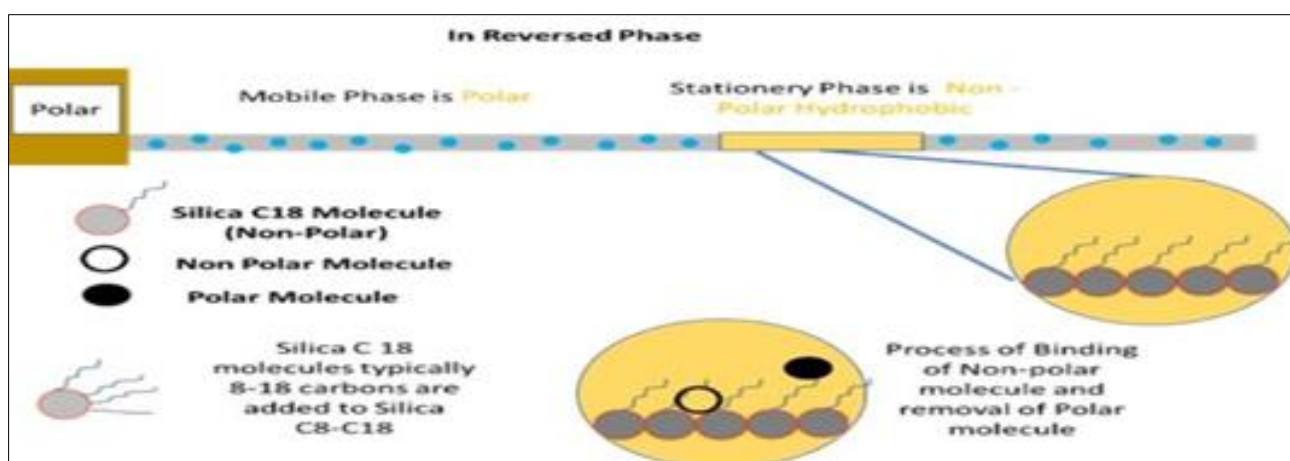 In Reversed Phase
Polar
Mobile Phase is Polar
Stationery Phase is Non -
Polar Hydrophobic
Silica C18 Molecule
(Non-Polar)
Non Polar Molecule
Polar Molecule
Silica C 18
molecules typically
8-18 carbons are
added to Silica
C8-C18
Process of Binding
of Non-polar
molecule and
removal of Polar
molecule